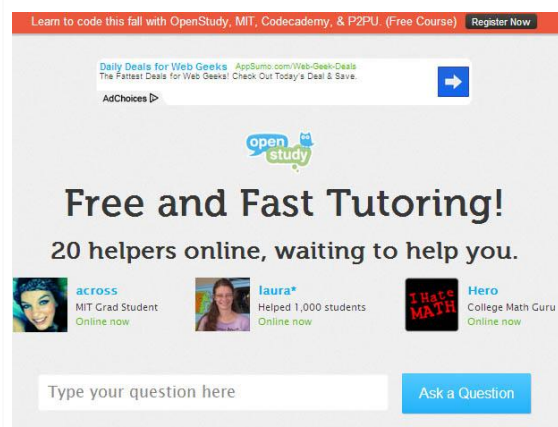 Learn to code this fall with OpenStudy, MIT, Codecademy, & P2PU. (Free Course) Register Now
Daily Deals for Web Geeks AppSumo.com/Web-Geek-Deals
The Fastest Deals for Web Geeks! Check Out Today's Deal & Save.
AdChoices
open
study
Free and Fast Tutoring!
20 helpers online, waiting to help you.
across
MIT Grad Student
Online now
laura*
Helped 1,000 students
Online now
I Hate
MATH
Hero
College Math Guru
Online now
Type your question here
Ask a Question